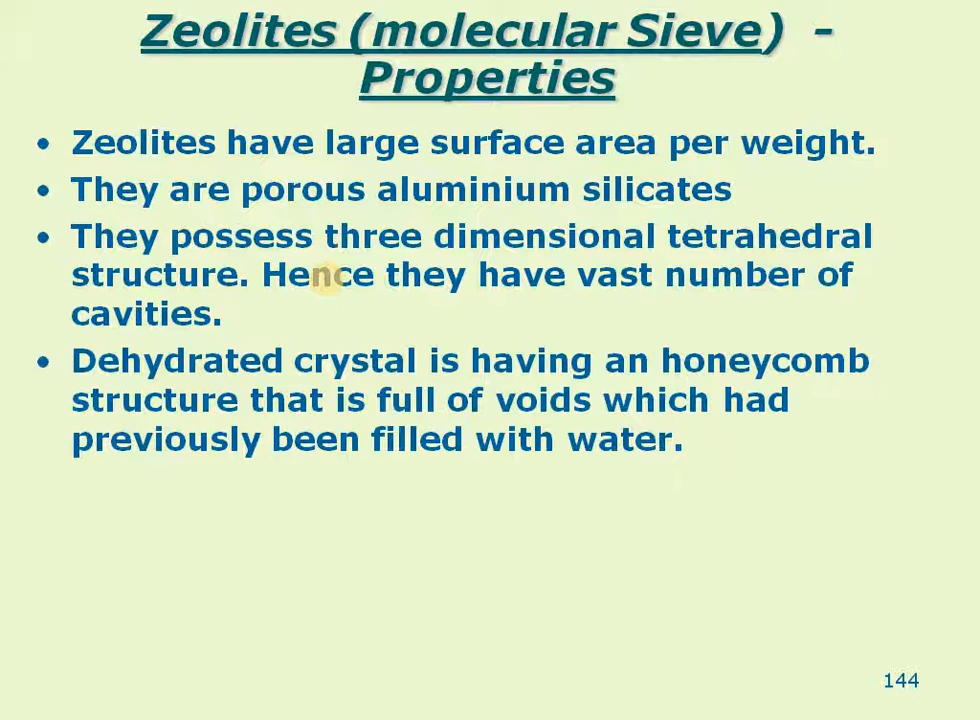 Zeolites (molecular Sieve)  -
Properties
• Zeolites have large surface area per weight.
• They are porous aluminium silicates
• They possess three dimensional tetrahedral
structure. Hence they have vast number of
cavities.
• Dehydrated crystal is having an honeycomb
structure that is full of voids which had
previously been filled with water.
144